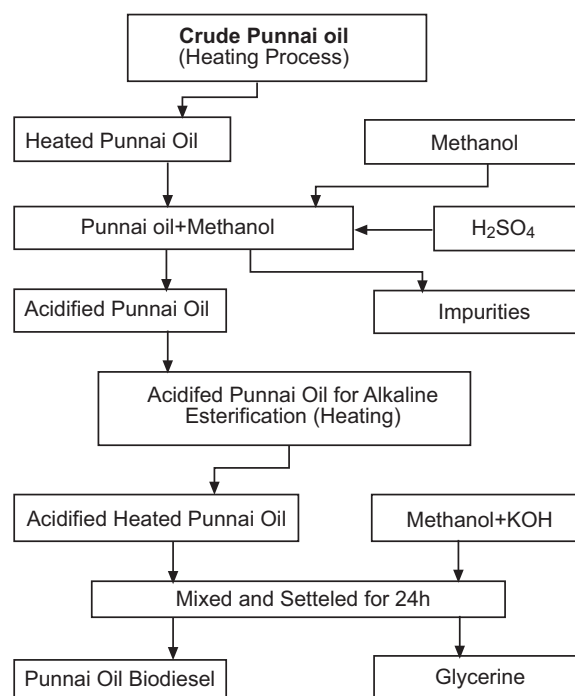 Crude Punnai oil
(Heating Process)
Heated Punnai Oil
Methanol
Punnai oil+Methanol
H₂SO₄
Acidified Punnai Oil
Impurities
Acidifed Punnai Oil for Alkaline
Esterification (Heating)
Acidified Heated Punnai Oil
Methanol+KOH
Mixed and Setteled for 24h
Punnai Oil Biodiesel
Glycerine